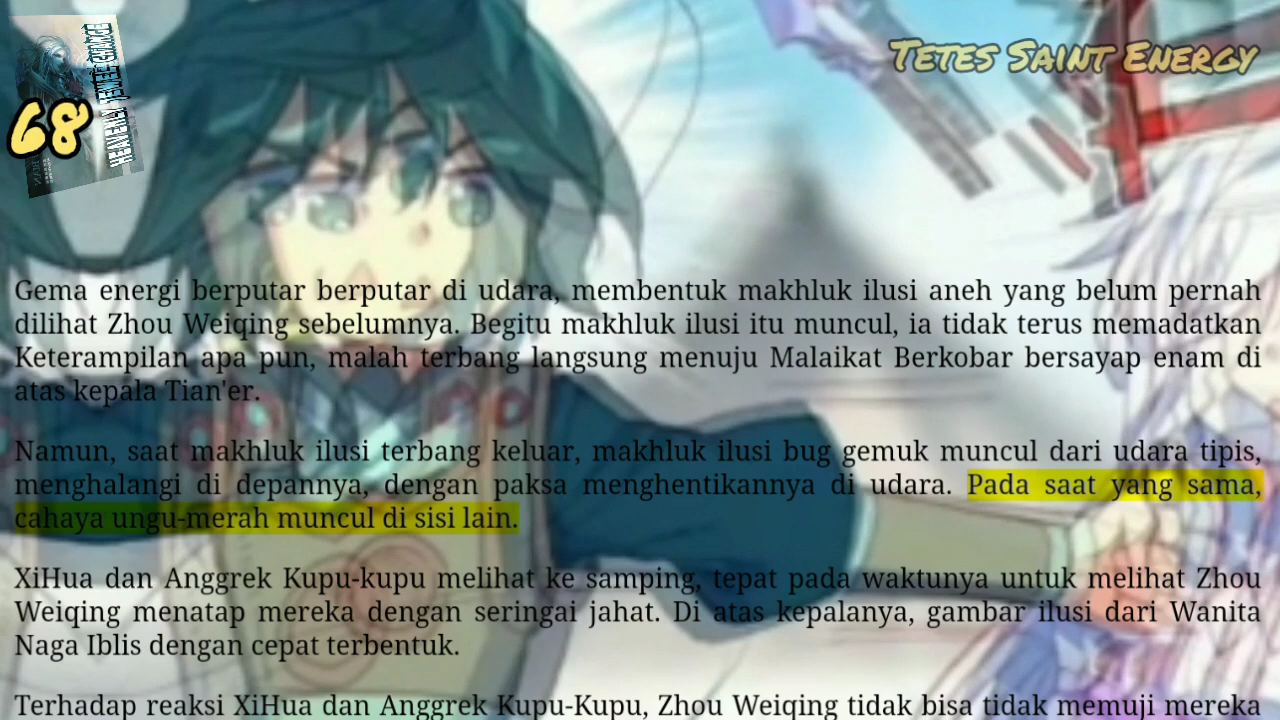 Tetes Saint Energy
HEAVENLY JEWEL CHANGE
68
Gema energi berputar berputar di udara, membentuk makhluk ilusi aneh yang belum pernah
dilihat Zhou Weiqing sebelumnya. Begitu makhluk ilusi itu muncul, ia tidak terus memadatkan
Keterampilan apa pun, malah terbang langsung menuju Malaikat Berkobar bersayap enam di
atas kepala Tian'er.
Namun, saat makhluk ilusi terbang keluar, makhluk ilusi bug gemuk muncul dari udara tipis,
menghalangi di depannya, dengan paksa menghentikannya di udara. Pada saat yang sama,
cahaya ungu-merah muncul di sisi lain.
XiHua dan Anggrek Kupu-kupu melihat ke samping, tepat pada waktunya untuk melihat Zhou
Weiqing menatap mereka dengan seringai jahat. Di atas kepalanya, gambar ilusi dari Wanita
Naga Iblis dengan cepat terbentuk.
Terhadap reaksi XiHua dan Anggrek Kupu-Kupu, Zhou Weiqing tidak bisa tidak memuji mereka